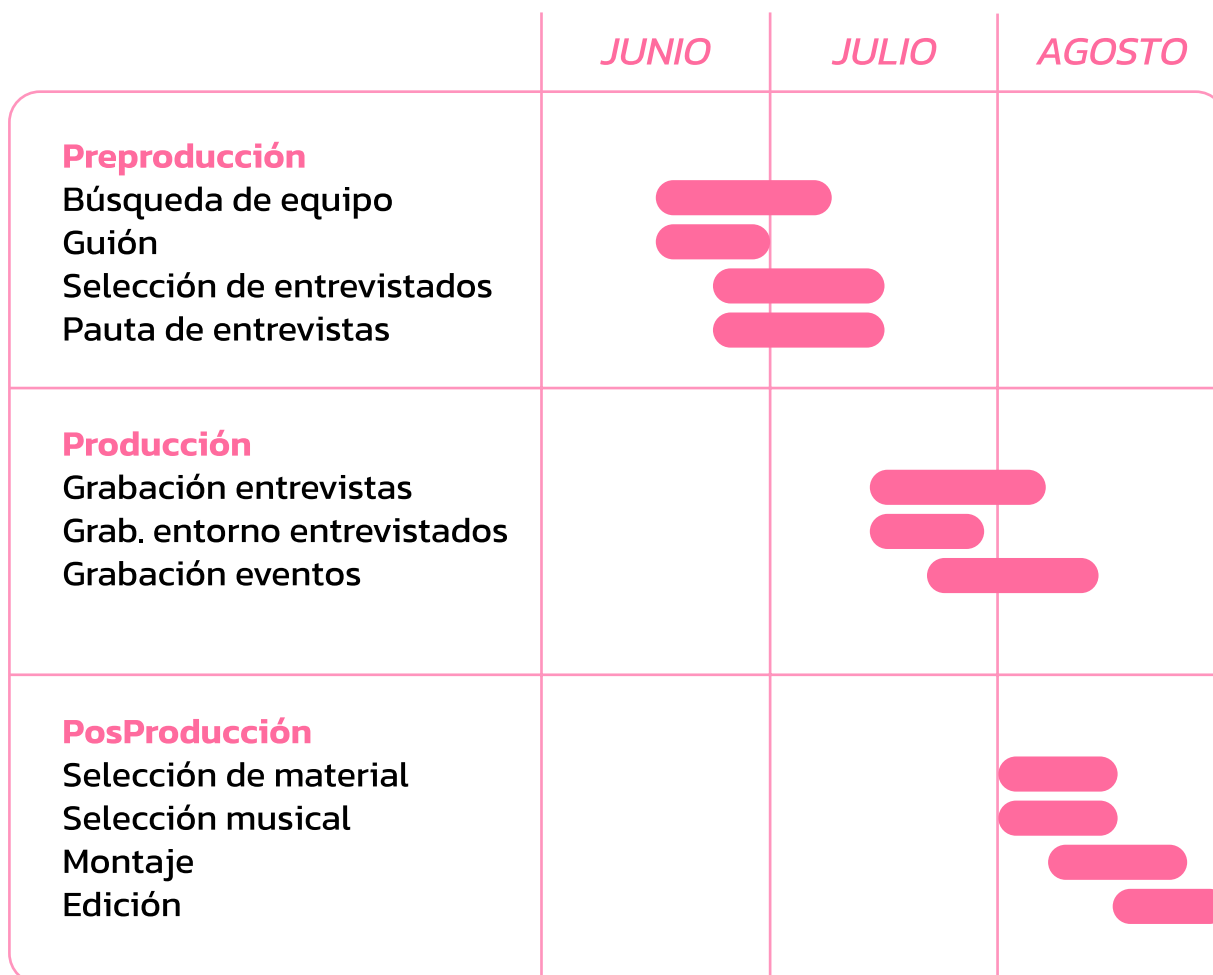 JUNIO JULIO AGOSTO
Preproducción
Búsqueda de equipo
Guión
Selección de entrevistados
Pauta de entrevistas
Producción
Grabación entrevistas
Grab. entorno entrevistados
Grabación eventos
PosProducción
Selección de material
Selección musical
Montaje
Edición